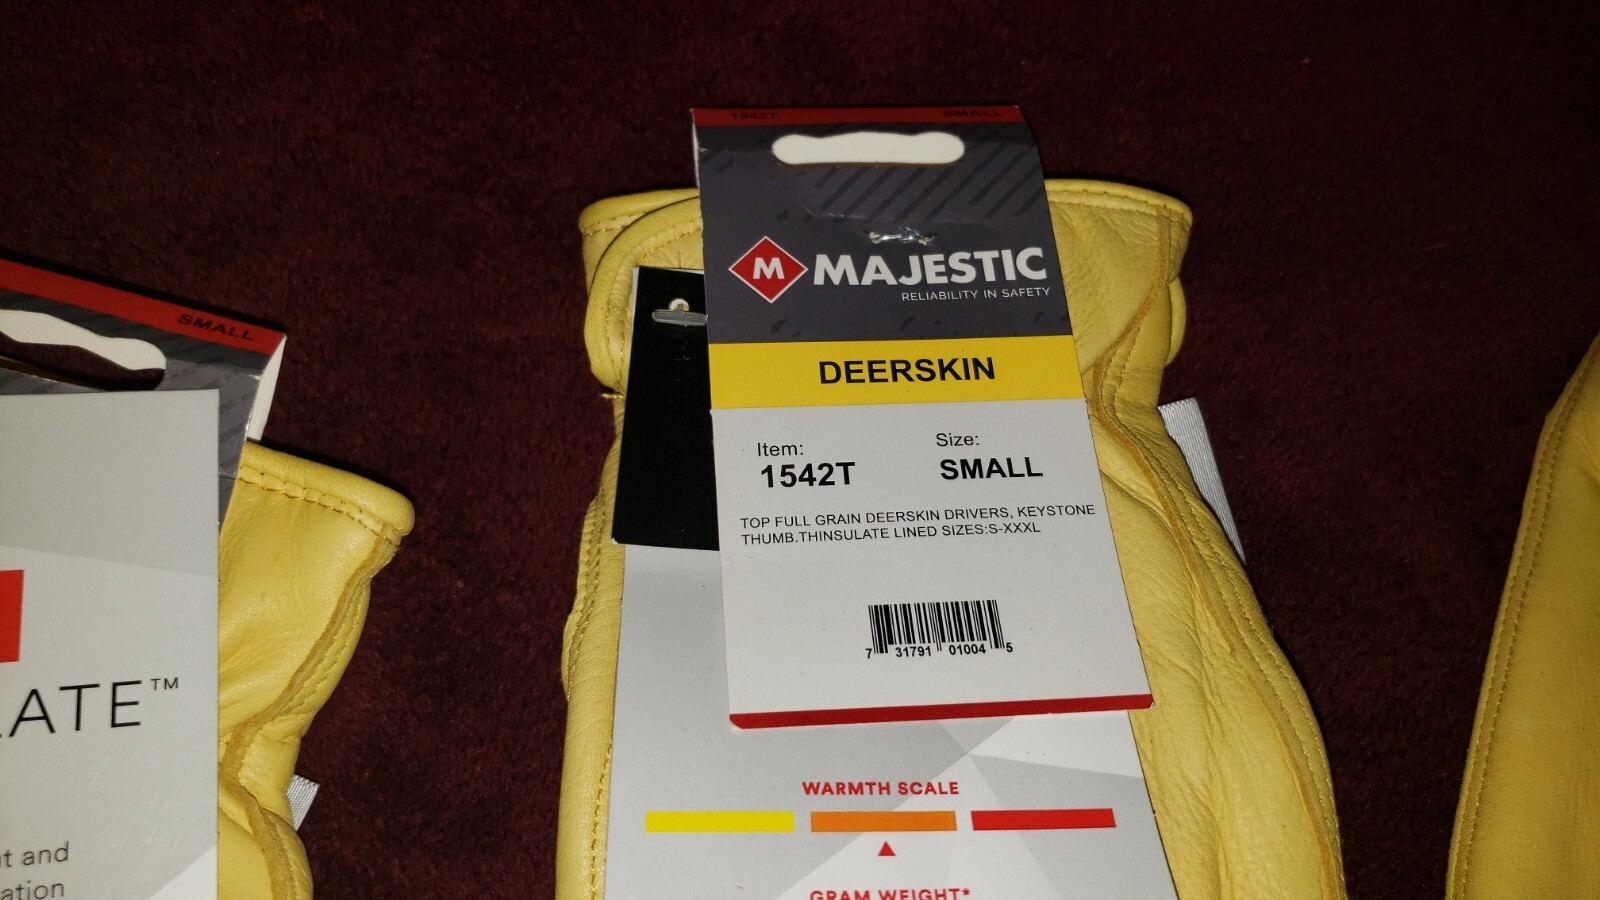 SMALL
LATE™
t and
ation
1542T SMALL
M MAJESTIC
RELIABILITY IN SAFETY
DEERSKIN
Item: Size:
1542T SMALL
TOP FULL GRAIN DEERSKIN DRIVERS, KEYSTONE
THUMB.THINSULATE LINED SIZES:S-XXXL
7 31791 01004 5
WARMTH SCALE
GRAM WEIGHT*